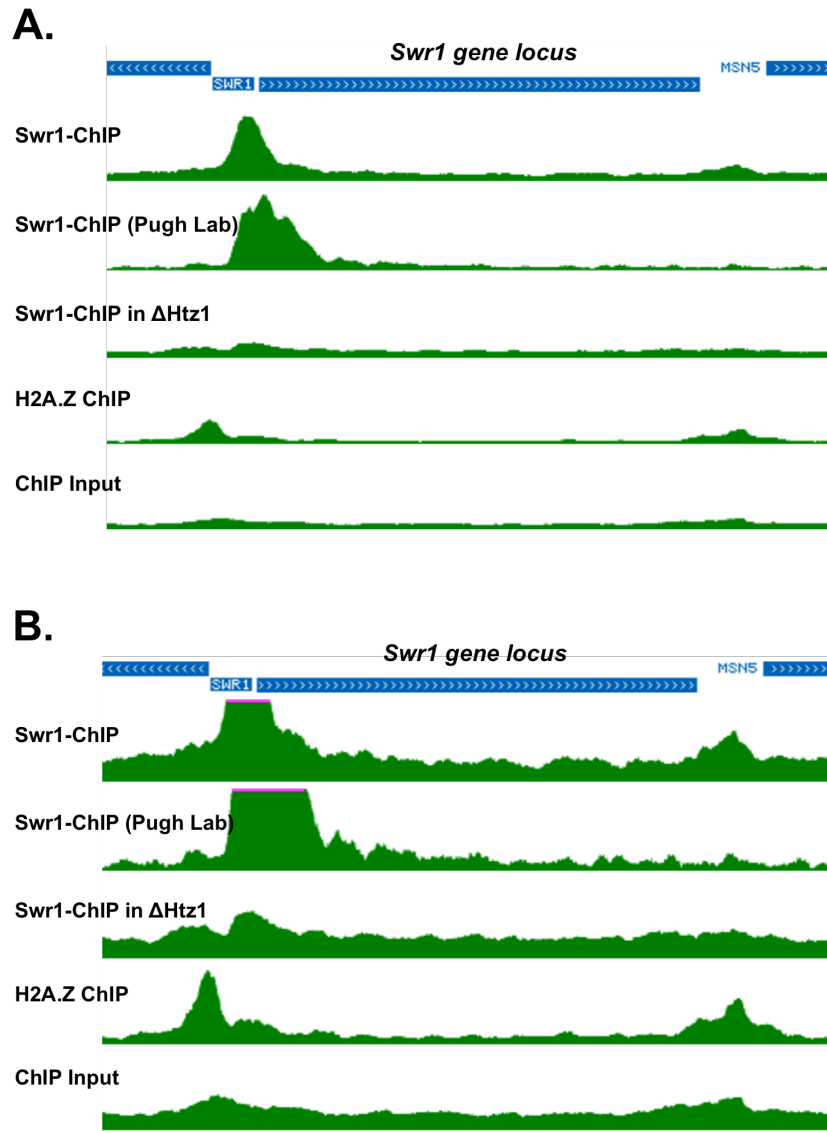 A.
Swr1 gene locus
SWR1
MSN5
Swr1-ChIP
Swr1-ChIP (Pugh Lab)
Swr1-ChIP in ΔHtz1
H2A.Z ChIP
ChIP Input
B.
Swr1 gene locus
SWR1
MSN5
Swr1-ChIP
Swr1-ChIP (Pugh Lab)
Swr1-ChIP in ΔHtz1
H2A.Z ChIP
ChIP Input